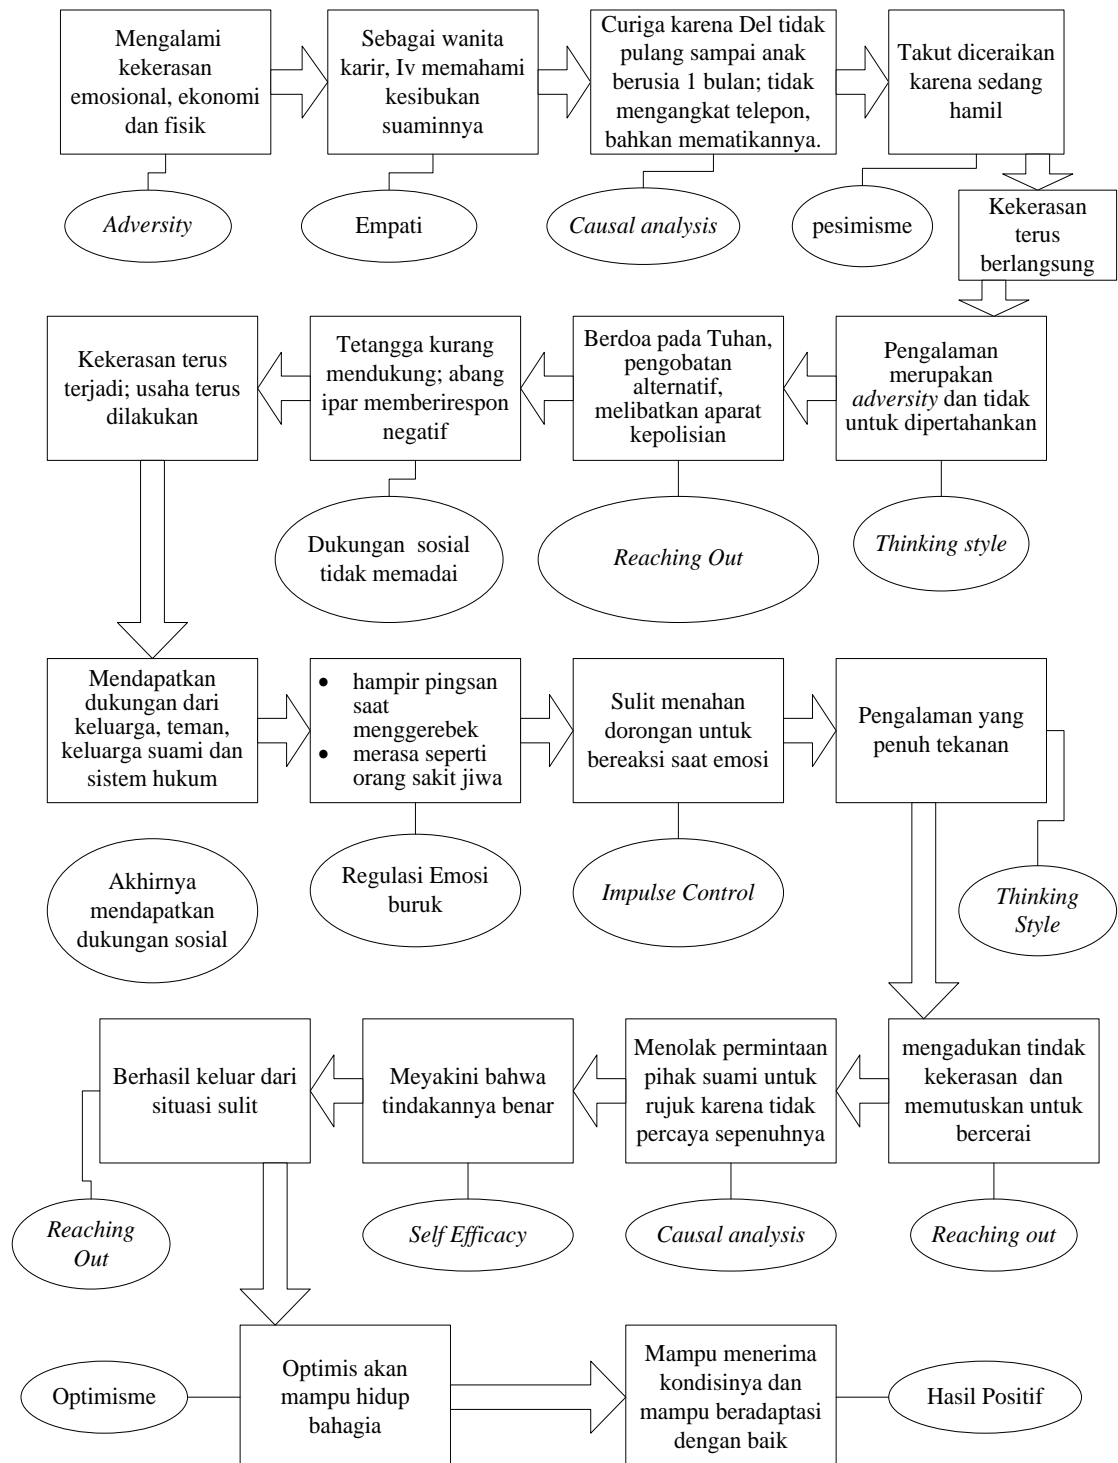 Mengalami
kekerasan
emosional, ekonomi
dan fisik
Sebagai wanita
karir, Iv memahami
kesibukan
suaminnya
Curiga karena Del tidak
pulang sampai anak
berusia 1 bulan; tidak
mengangkat telepon,
bahkan mematikannya.
Takut diceraikan
karena sedang
hamil
Adversity
Empati
Causal analysis
pesimisme
Kekerasan
terus
berlangsung
Kekerasan terus
terjadi; usaha terus
dilakukan
Tetangga kurang
mendukung; abang
ipar memberirespon
negatif
Berdoa pada Tuhan,
pengobatan
alternatif,
melibatkan aparat
kepolisian
Pengalaman
merupakan
adversity dan tidak
untuk dipertahankan
Dukungan sosial
tidak memadai
Reaching Out
Thinking style
Mendapatkan
dukungan dari
keluarga, teman,
keluarga suami dan
sistem hukum
• hampir pingsan
saat
menggerebek
• merasa seperti
orang sakit jiwa
Sulit menahan
dorongan untuk
bereaksi saat emosi
Pengalaman yang
penuh tekanan
Akhirnya
mendapatkan
dukungan sosial
Regulasi Emosi
buruk
Impulse Control
Thinking
Style
Berhasil keluar dari
situasi sulit
Meyakini bahwa
tindakannya benar
Menolak permintaan
pihak suami untuk
rujuk karena tidak
percaya sepenuhnya
mengadukan tindak
kekerasan dan
memutuskan untuk
bercerai
Reaching
Out
Self Efficacy
Causal analysis
Reaching out
Optimisme
Optimis akan
mampu hidup
bahagia
Mampu menerima
kondisinya dan
mampu beradaptasi
dengan baik
Hasil Positif